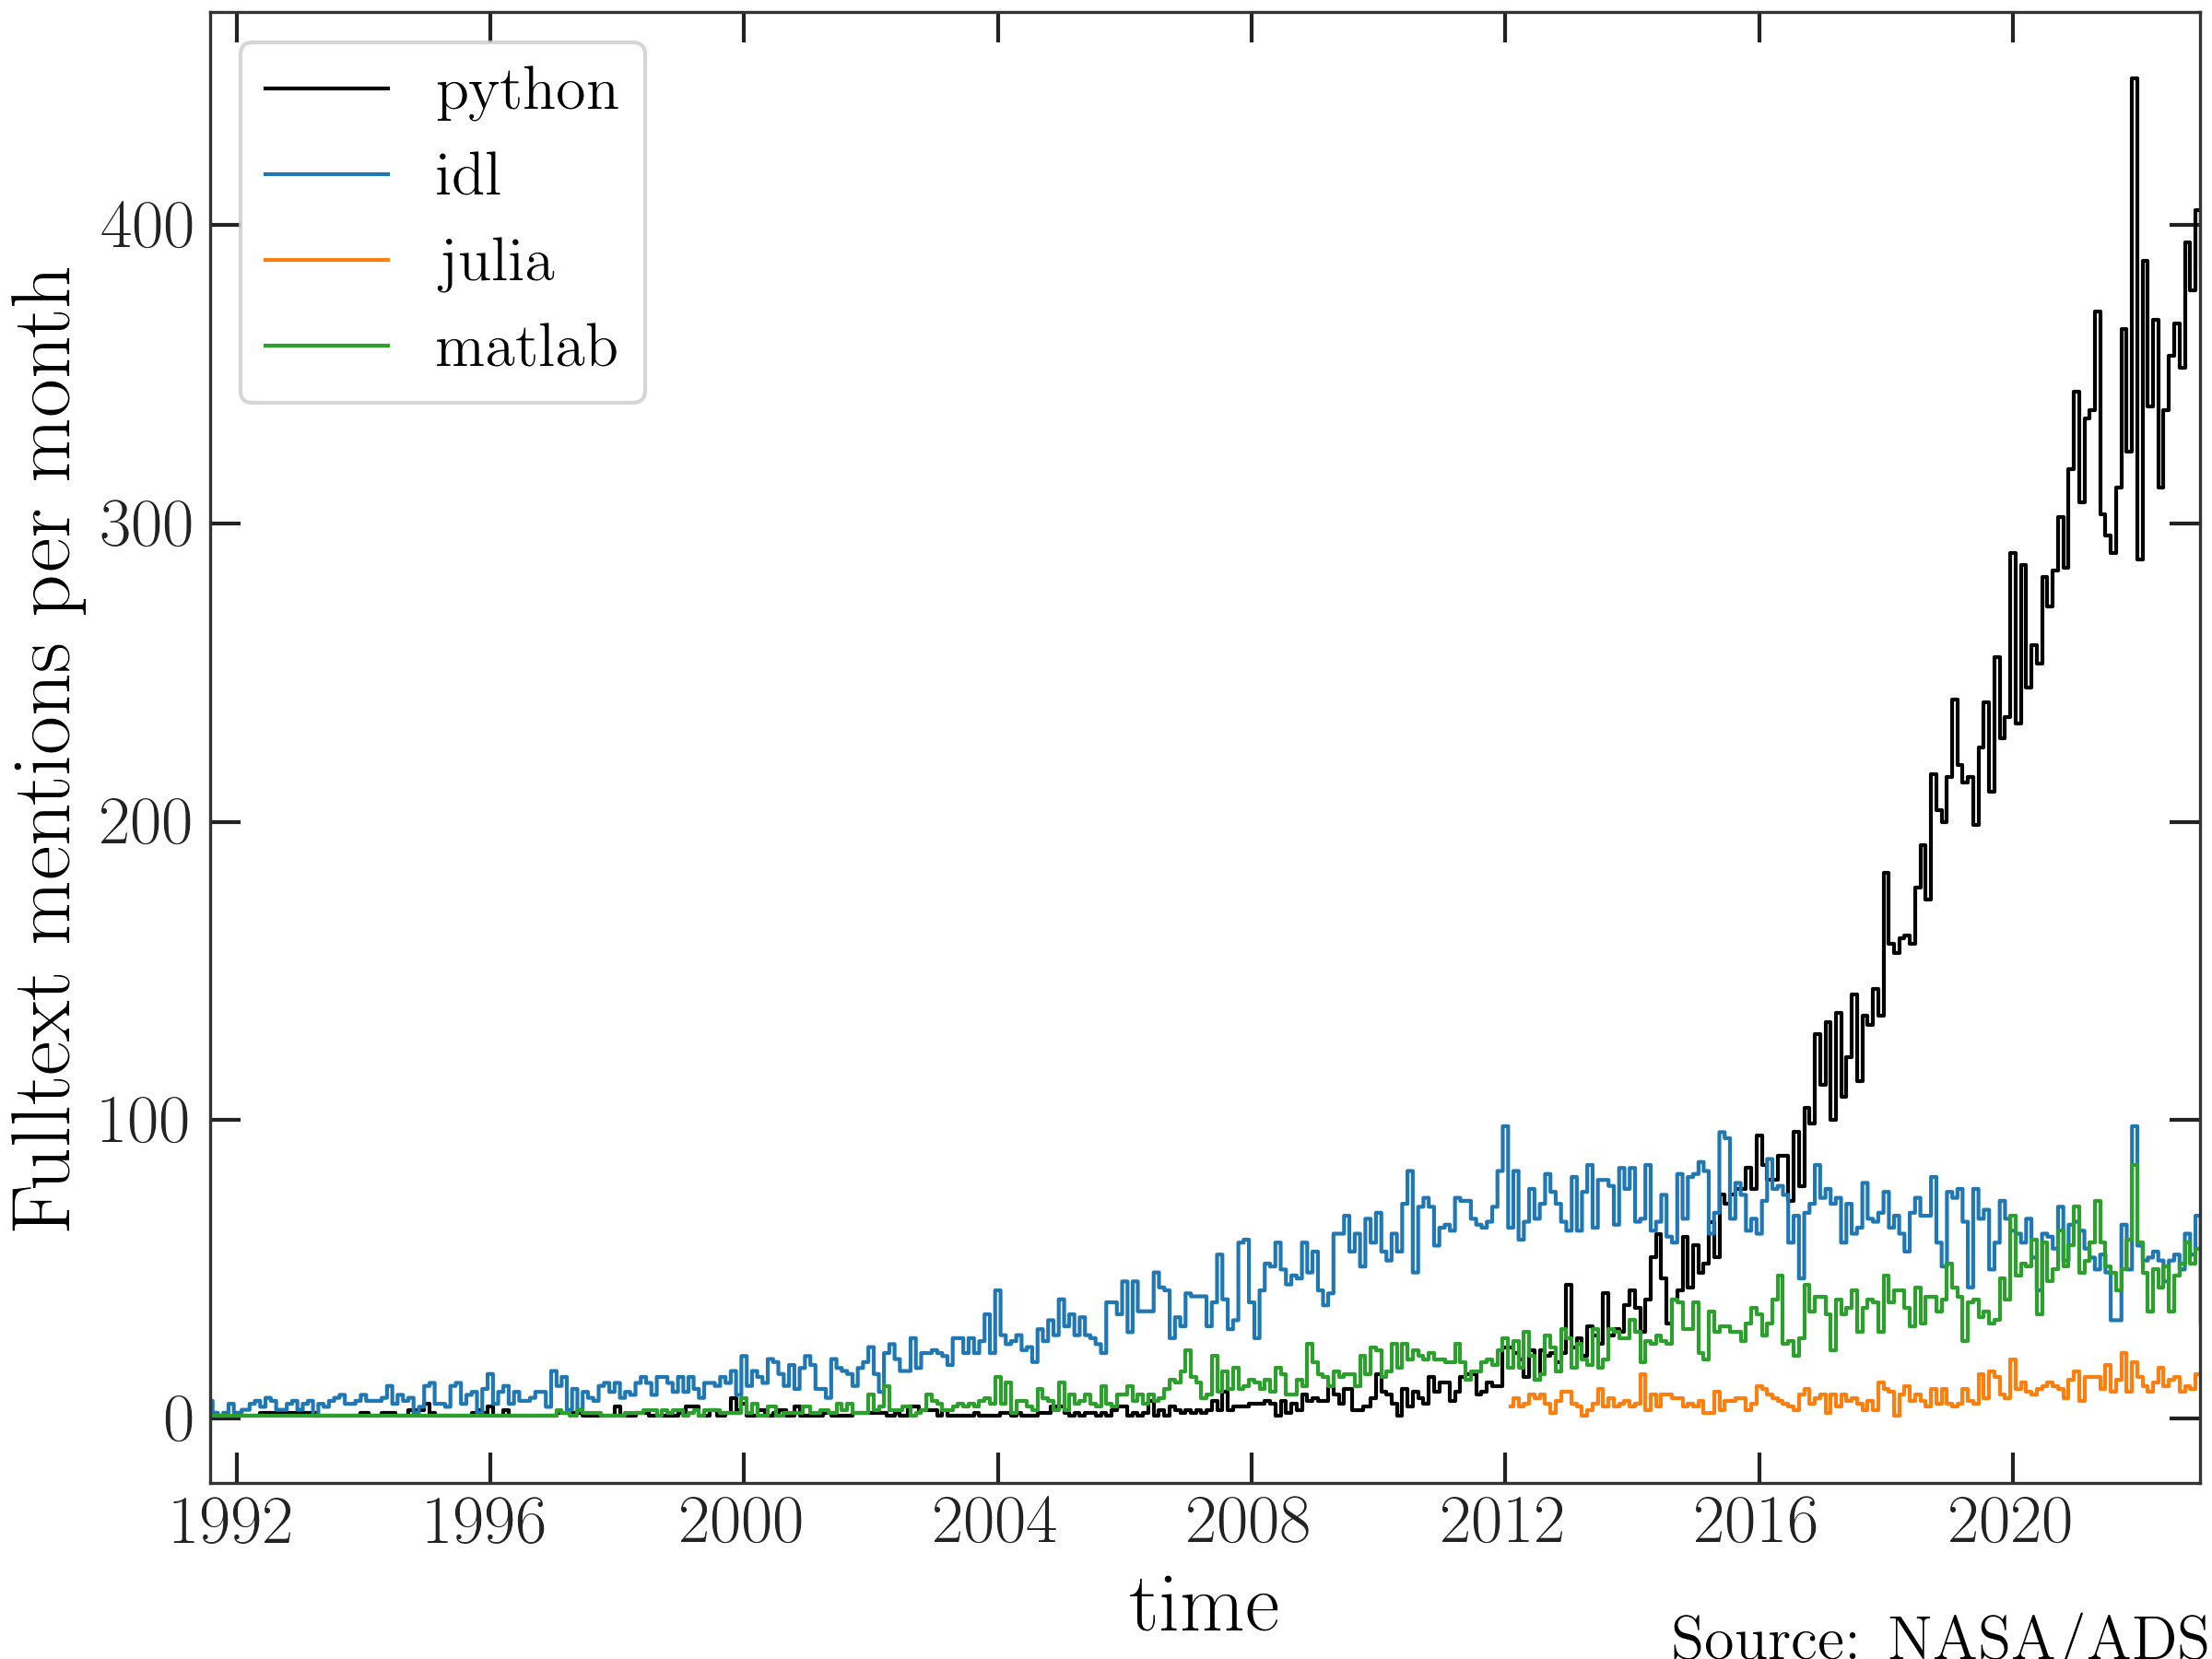 python
idl
julia
matlab
Fulltext mentions per month
400
300
200
100
0
1992 1996 2000 2004 2008 2012 2016 2020
time
Source: NASA/ADS